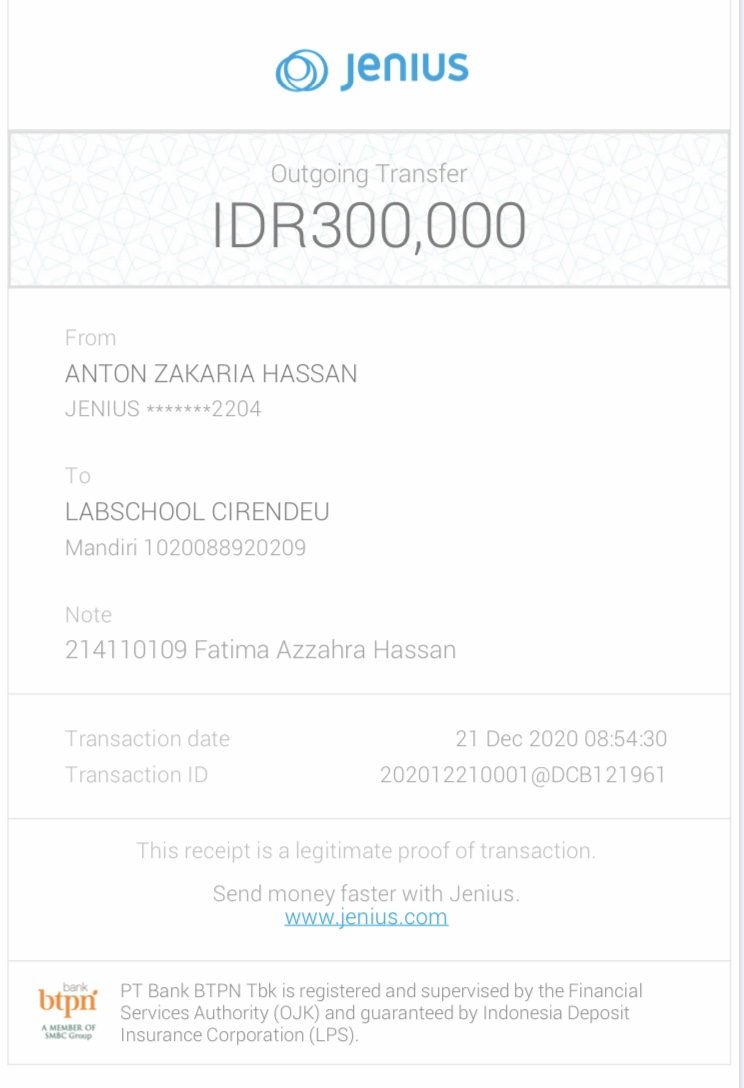 Jenius
Outgoing Transfer
IDR300,000
From
ANTON ZAKARIA HASSAN
JENIUS *******2204
To
LABSCHOOL CIRENDEU
Mandiri 1020088920209
Note
214110109 Fatima Azzahra Hassan
Transaction date 21 Dec 2020 08:54:30
Transaction ID 202012210001@DCB121961
This receipt is a legitimate proof of transaction.
Send money faster with Jenius.
www.jenius.com
bank
btpn
A MEMBER OF
SMBC Group
PT Bank BTPN Tbk is registered and supervised by the Financial
Services Authority (OJK) and guaranteed by Indonesia Deposit
Insurance Corporation (LPS).